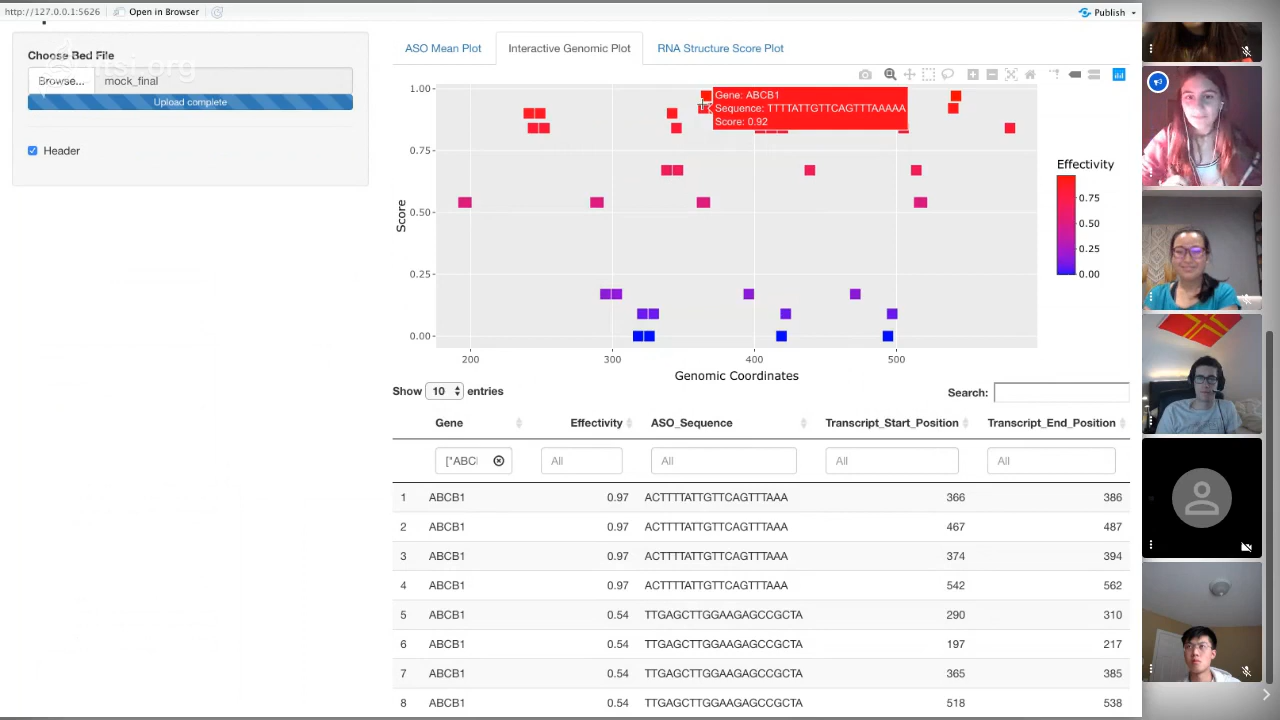 http://127.0.0.1:5626 Open in Browser Publish
Choose Bed File
Browse... mock_final
Upload complete
Header
ASO Mean Plot Interactive Genomic Plot RNA Structure Score Plot
Gene: ABCB1
Sequence: TTTTATTGTTCAGTTTAAAAA
Score: 0.92
1.00
0.75
0.50
0.25
0.00
Score
200 300 400 500
Genomic Coordinates
Effectivity
0.75
0.50
0.25
0.00
Show 10 entries Search:
Gene Effectivity ASO_Sequence Transcript_Start_Position Transcript_End_Position
["ABC All All All All
1 ABCB1 0.97 ACTTTTATTGTTCAGTTTAAA 366 386
2 ABCB1 0.97 ACTTTTATTGTTCAGTTTAAA 467 487
3 ABCB1 0.97 ACTTTTATTGTTCAGTTTAAA 374 394
4 ABCB1 0.97 ACTTTTATTGTTCAGTTTAAA 542 562
5 ABCB1 0.54 TTGAGCTTGGAAGAGCCGCTA 290 310
6 ABCB1 0.54 TTGAGCTTGGAAGAGCCGCTA 197 217
7 ABCB1 0.54 TTGAGCTTGGAAGAGCCGCTA 365 385
8 ABCB1 0.54 TTGAGCTTGGAAGAGCCGCTA 518 538